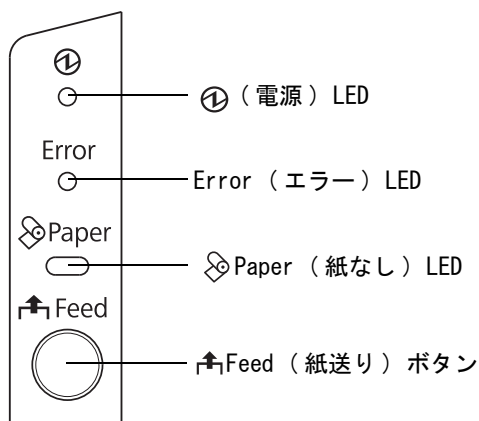 (電源) LED
Error
Error (エラー) LED
Paper
Paper (紙なし) LED
Feed
Feed (紙送り) ボタン